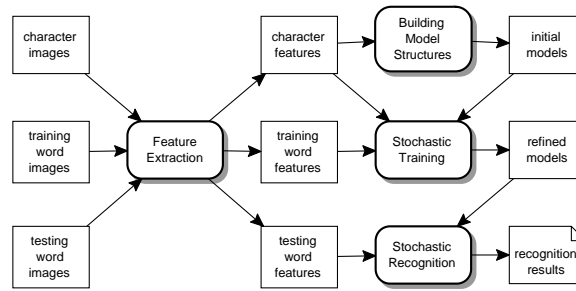 character
images
character
features
Building
Model
Structures
initial
models
training
word
images
Feature
Extraction
training
word
features
Stochastic
Training
refined
models
testing
word
images
testing
word
features
Stochastic
Recognition
recognition
results